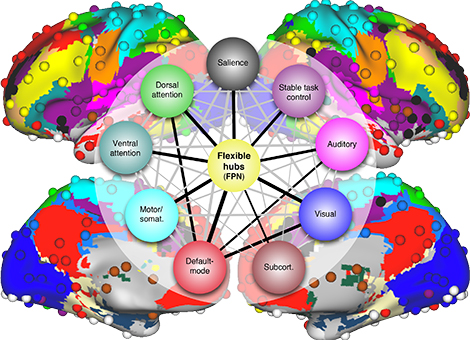 Salience
Dorsal
attention
Stable task
control
Ventral
attention
Flexible
hubs
(FPN)
Auditory
Motor/
somat.
Visual
Default-
mode
Subcort.